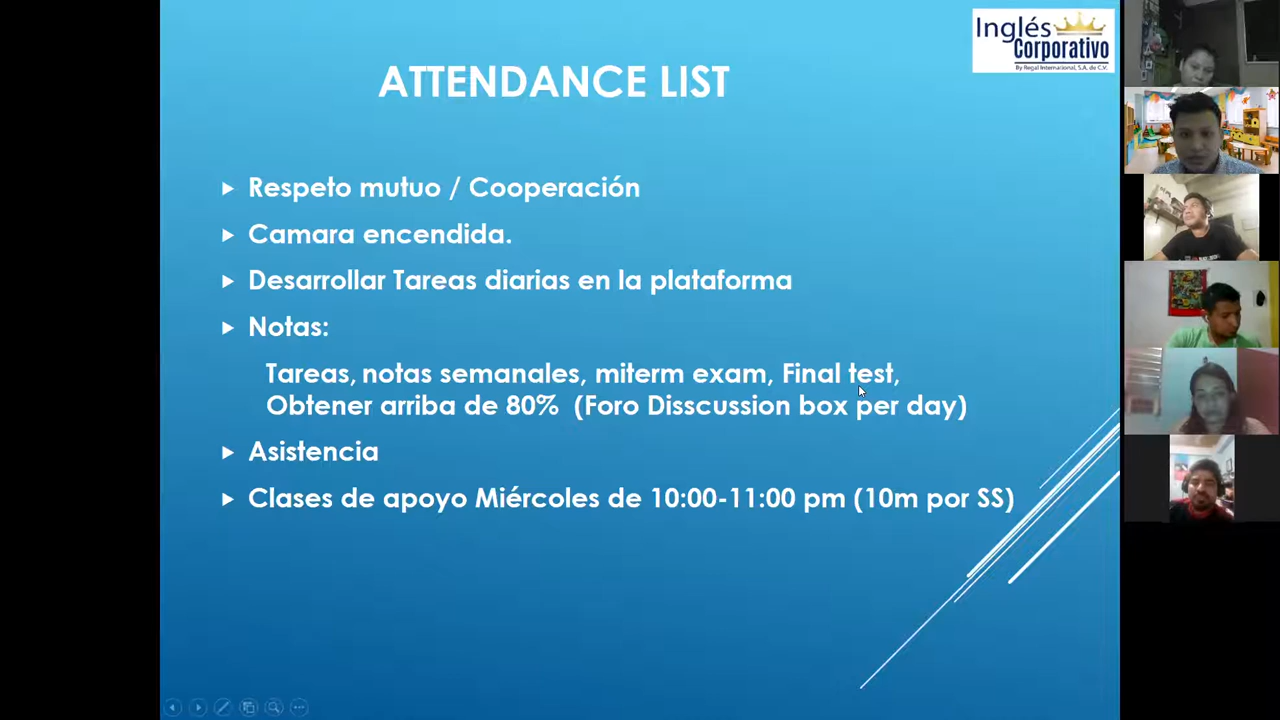 Inglés
Corporativo
By Regal International, S.A. de C.V.
ATTENDANCE LIST
Respeto mutuo / Cooperación
Camara encendida.
Desarrollar Tareas diarias en la plataforma
Notas:
Tareas, notas semanales, miterm exam, Final test,
Obtener arriba de 80% (Foro Disscussion box per day)
Asistencia
Clases de apoyo Miércoles de 10:00-11:00 pm (10m por SS)